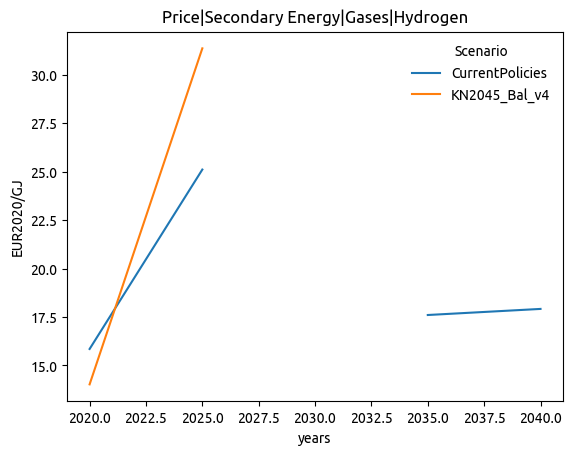 Price|Secondary Energy|Gases|Hydrogen
Scenario
CurrentPolicies
KN2045_Bal_v4
EUR2020/GJ
30.0
27.5
25.0
22.5
20.0
17.5
15.0
2020.0 2022.5 2025.0 2027.5 2030.0 2032.5 2035.0 2037.5 2040.0
years